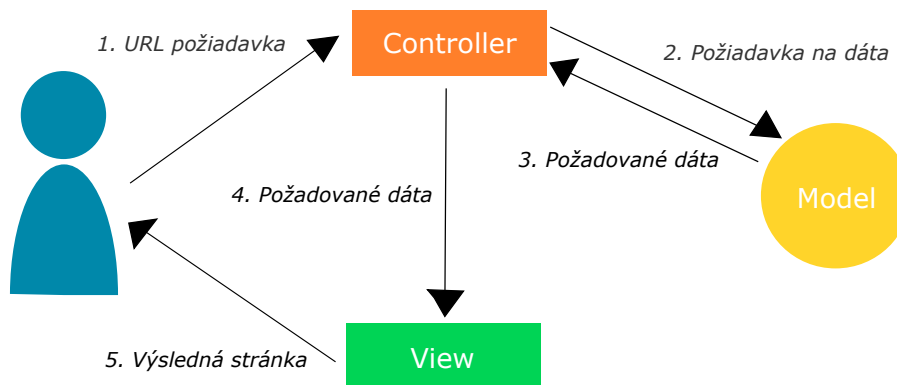 1. URL požiadavka
Controller
2. Požiadavka na dáta
3. Požadované dáta
4. Požadované dáta
Model
5. Výsledná stránka
View